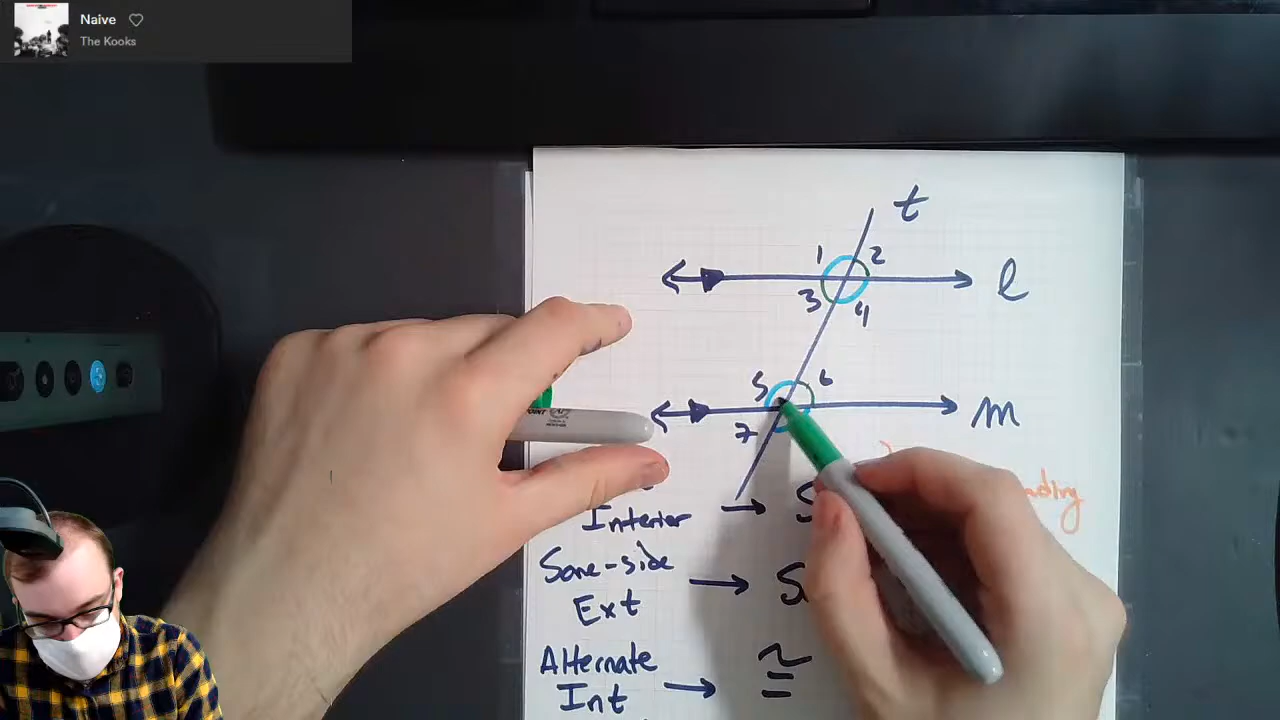 Naive
The Kooks
t
1 2
l
3 4
5 6
m
7
Interior →
Same-side →
Ext
Alternate ≅
Int →